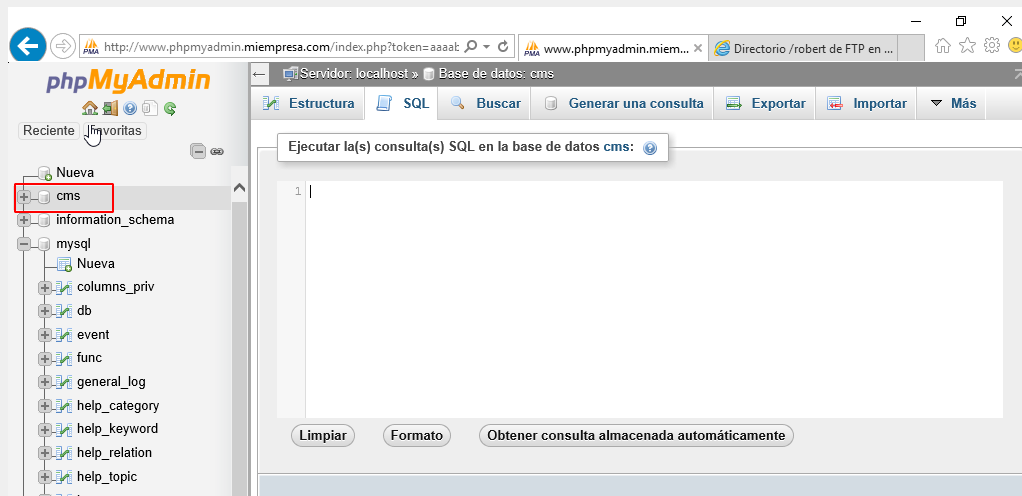 http://www.phpmyadmin.miempresa.com/index.php?token=aaaab
PMA
www.phpmyadmin.miem...
Directorio /robert de FTP en ...
phpMyAdmin
Reciente
Favoritas
Nueva
cms
information_schema
mysql
Nueva
columns_priv
db
event
func
general_log
help_category
help_keyword
help_relation
help_topic
Servidor: localhost » Base de datos: cms
Estructura
SQL
Buscar
Generar una consulta
Exportar
Importar
Más
Ejecutar la(s) consulta(s) SQL en la base de datos cms:
1
Limpiar
Formato
Obtener consulta almacenada automáticamente